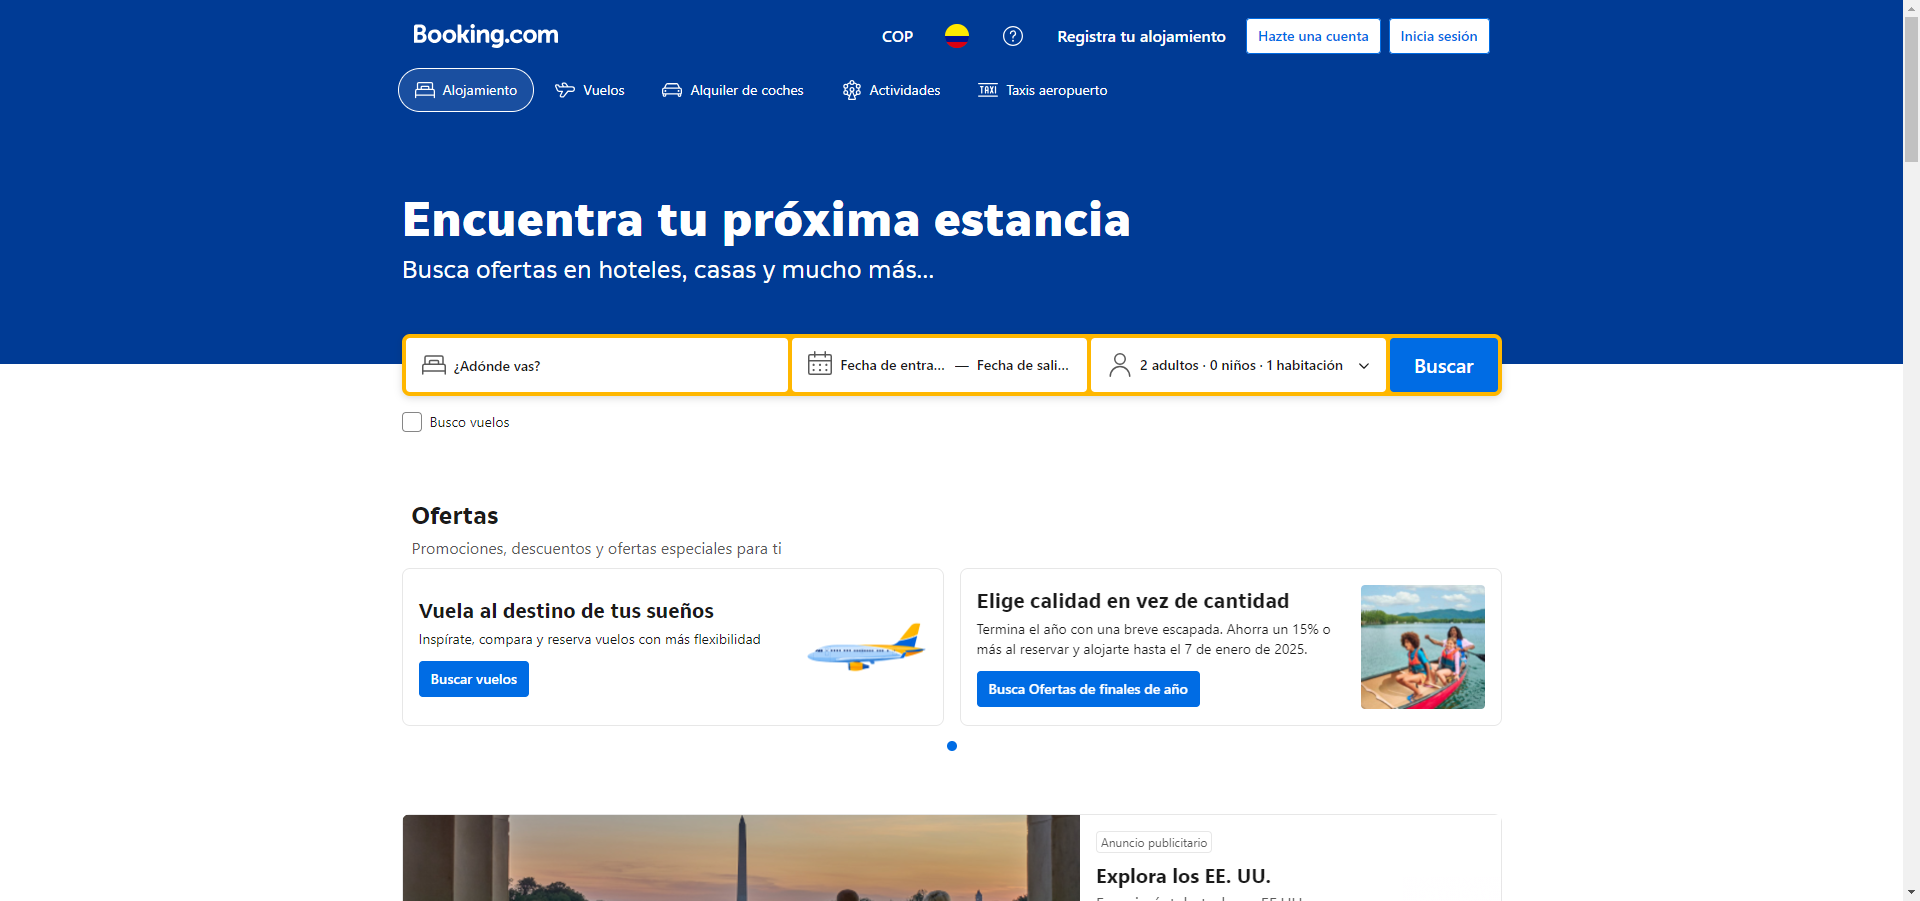 Booking.com
COP
Registra tu alojamiento
Hazte una cuenta
Inicia sesión
Alojamiento
Vuelos
Alquiler de coches
Actividades
TAXI
Taxis aeropuerto
Encuentra tu próxima estancia
Busca ofertas en hoteles, casas y mucho más...
¿Adónde vas?
Fecha de entra... — Fecha de sali...
2 adultos · 0 niños · 1 habitación
Buscar
Busco vuelos
Ofertas
Promociones, descuentos y ofertas especiales para ti
Vuela al destino de tus sueños
Inspírate, compara y reserva vuelos con más flexibilidad
Buscar vuelos
Elige calidad en vez de cantidad
Termina el año con una breve escapada. Ahorra un 15% o
más al reservar y alojarte hasta el 7 de enero de 2025.
Busca Ofertas de finales de año
Anuncio publicitario
Explora los EE. UU.